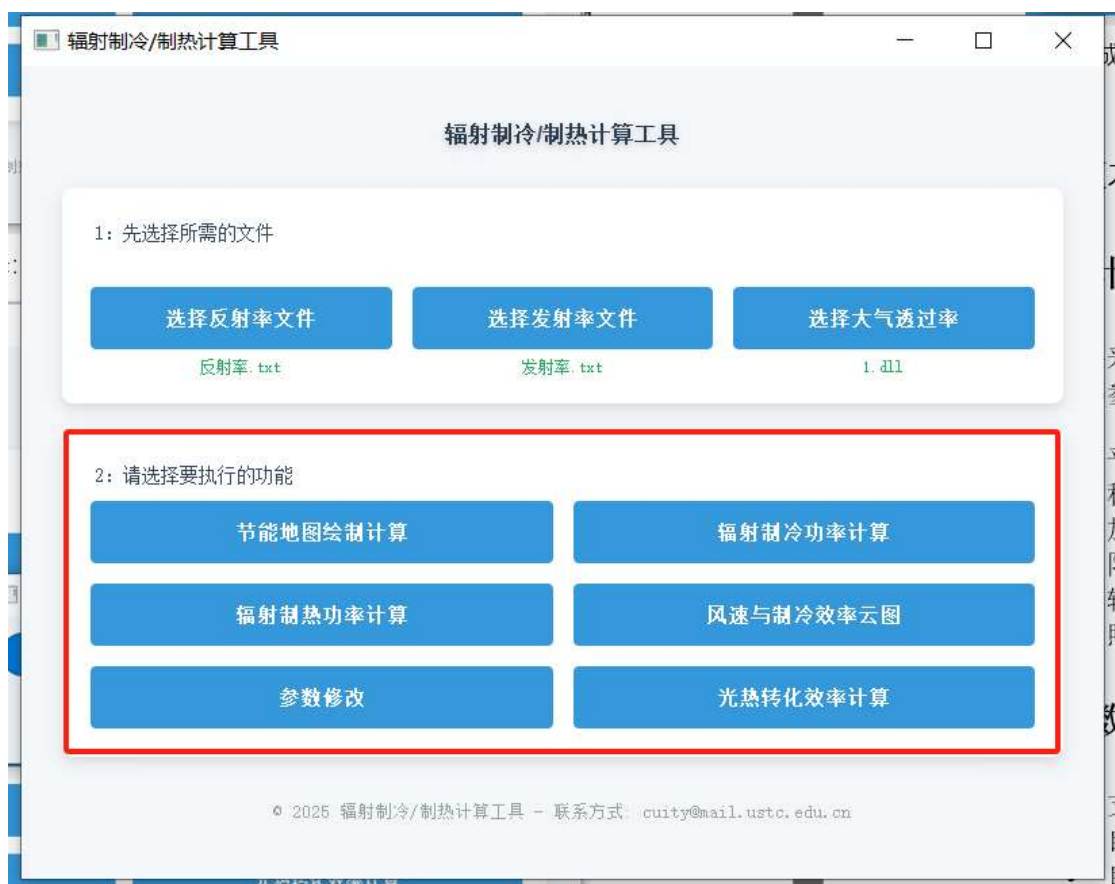 辐射制冷/制热计算工具
辐射制冷/制热计算工具
1: 先选择所需的文件
选择反射率文件 选择发射率文件 选择大气透过率
反射率.txt 发射率.txt 1.dll
2: 请选择要执行的功能
节能地图绘制计算 辐射制冷功率计算
辐射制热功率计算 风速与制冷效率云图
参数修改 光热转化效率计算
© 2025 辐射制冷/制热计算工具 - 联系方式: cuity@mail.ustc.edu.cn